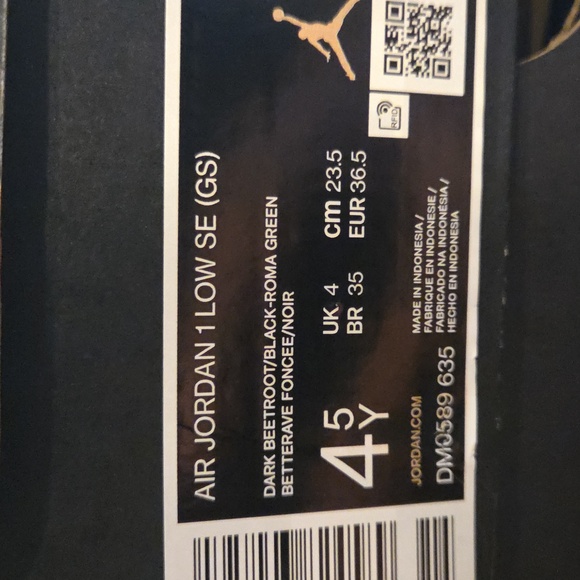 AIR JORDAN 1 LOW SE (GS)
DARK BEETROOT/BLACK-ROMA GREEN
BETTERAVE FONCEE/NOIR
4 5 Y
UK 4
BR 35
cm 23.5
EUR 36.5
RFID
JORDAN.COM
DM0589 635
MADE IN INDONESIA/
FABRIQUE EN INDONESIE/
FABRICADO NA INDONÉSIA/
HECHO EN INDONESIA